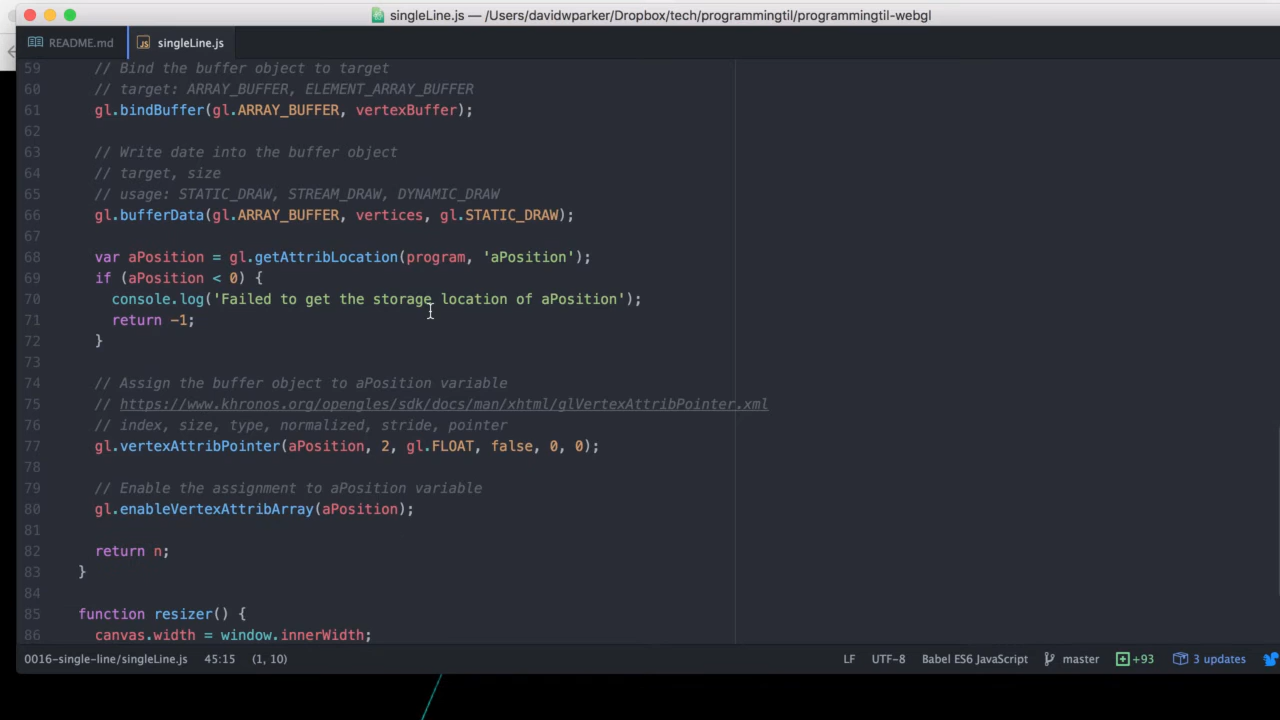 singleLine.js — /Users/davidwparker/Dropbox/tech/programmingtil/programmingtil-webgl
README.md singleLine.js
59 // Bind the buffer object to target
60 // target: ARRAY_BUFFER, ELEMENT_ARRAY_BUFFER
61 gl.bindBuffer(gl.ARRAY_BUFFER, vertexBuffer);
62
63 // Write date into the buffer object
64 // target, size
65 // usage: STATIC_DRAW, STREAM_DRAW, DYNAMIC_DRAW
66 gl.bufferData(gl.ARRAY_BUFFER, vertices, gl.STATIC_DRAW);
67
68 var aPosition = gl.getAttribLocation(program, 'aPosition');
69 if (aPosition < 0) {
70 console.log('Failed to get the storage location of aPosition');
71 return -1;
72 }
73
74 // Assign the buffer object to aPosition variable
75 // https://www.khronos.org/opengles/sdk/docs/man/xhtml/glVertexAttribPointer.xml
76 // index, size, type, normalized, stride, pointer
77 gl.vertexAttribPointer(aPosition, 2, gl.FLOAT, false, 0, 0);
78
79 // Enable the assignment to aPosition variable
80 gl.enableVertexAttribArray(aPosition);
81
82 return n;
83 }
84
85 function resizer() {
86 canvas.width = window.innerWidth;
0016-single-line/singleLine.js 45:15 (1, 10) LF UTF-8 Babel ES6 JavaScript master +93 3 updates